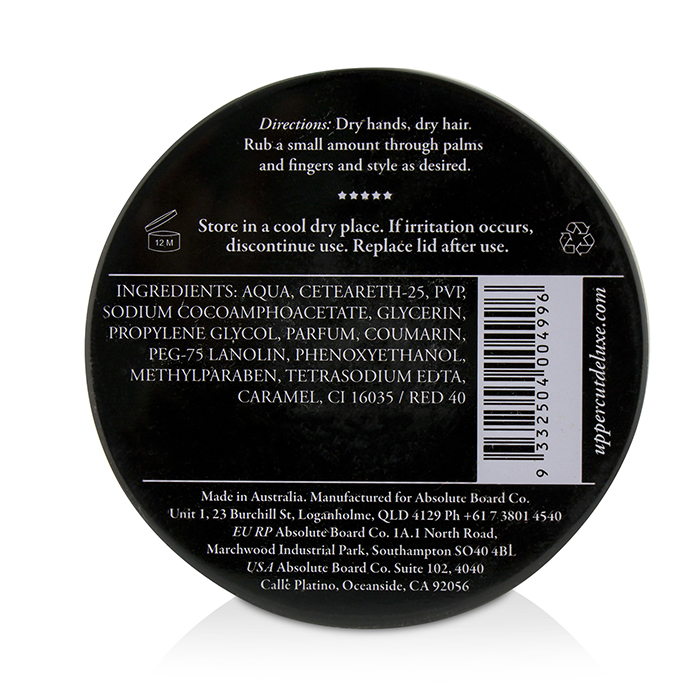 Directions: Dry hands, dry hair.
Rub a small amount through palms
and fingers and style as desired.
★★★★★
12 M
Store in a cool dry place. If irritation occurs,
discontinue use. Replace lid after use.
INGREDIENTS: AQUA, CETEARETH-25, PVP,
SODIUM COCOAMPHOACETATE, GLYCERIN,
PROPYLENE GLYCOL, PARFUM, COUMARIN,
PEG-75 LANOLIN, PHENOXYETHANOL,
METHYLPARABEN, TETRASODIUM EDTA,
CARAMEL, CI 16035 / RED 40
9 332504 004996
uppercutdeluxe.com
Made in Australia. Manufactured for Absolute Board Co.
Unit 1, 23 Burchill St, Loganholme, QLD 4129 Ph +61 7 3801 4540
EU RP Absolute Board Co. 1A.1 North Road,
Marchwood Industrial Park, Southampton SO40 4BL
USA Absolute Board Co. Suite 102, 4040
Calle Platino, Oceanside, CA 92056